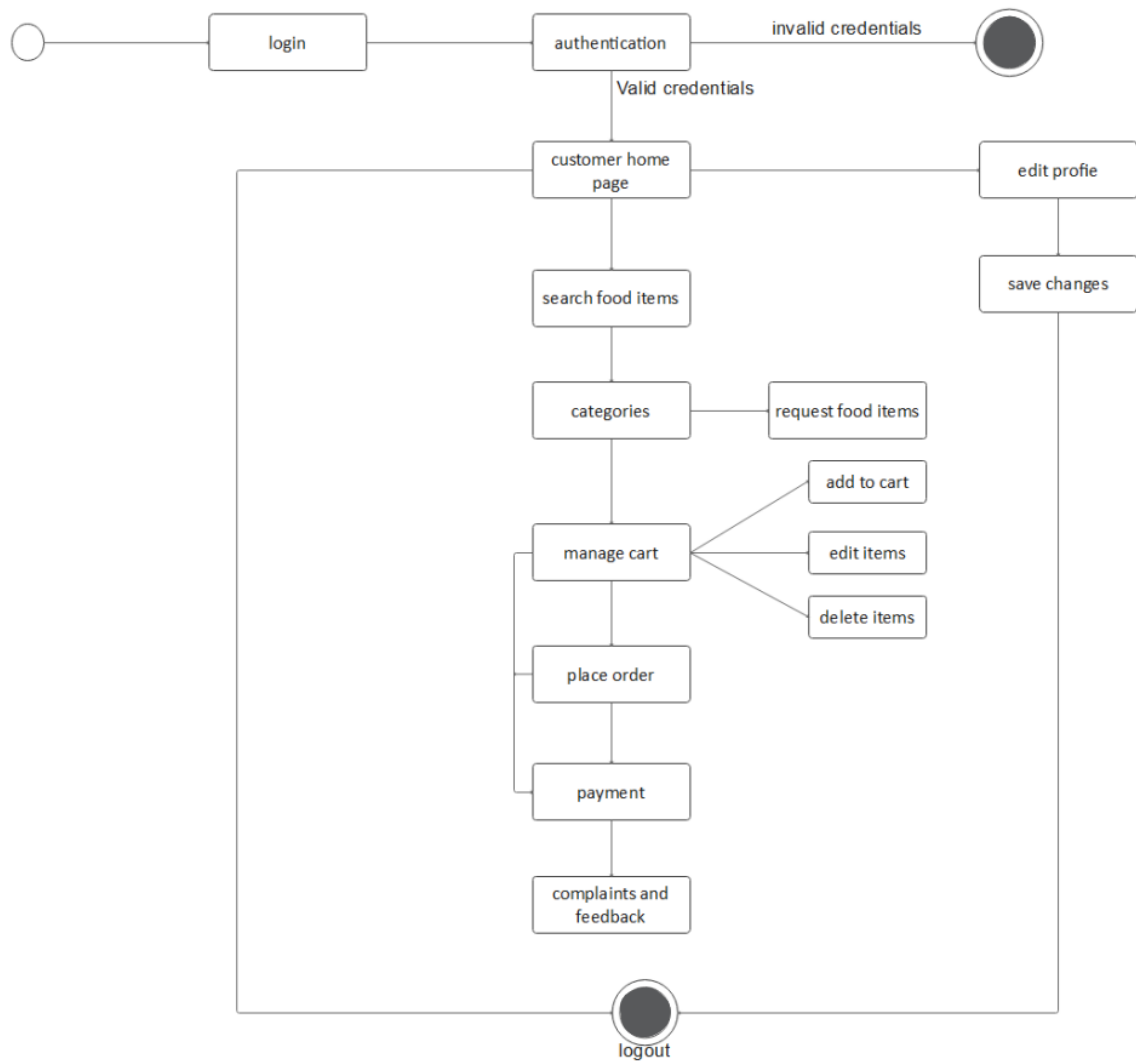 login
authentication
invalid credentials
Valid credentials
customer home
page
edit profie
search food items
save changes
categories
request food items
add to cart
manage cart
edit items
delete items
place order
payment
complaints and
feedback
logout